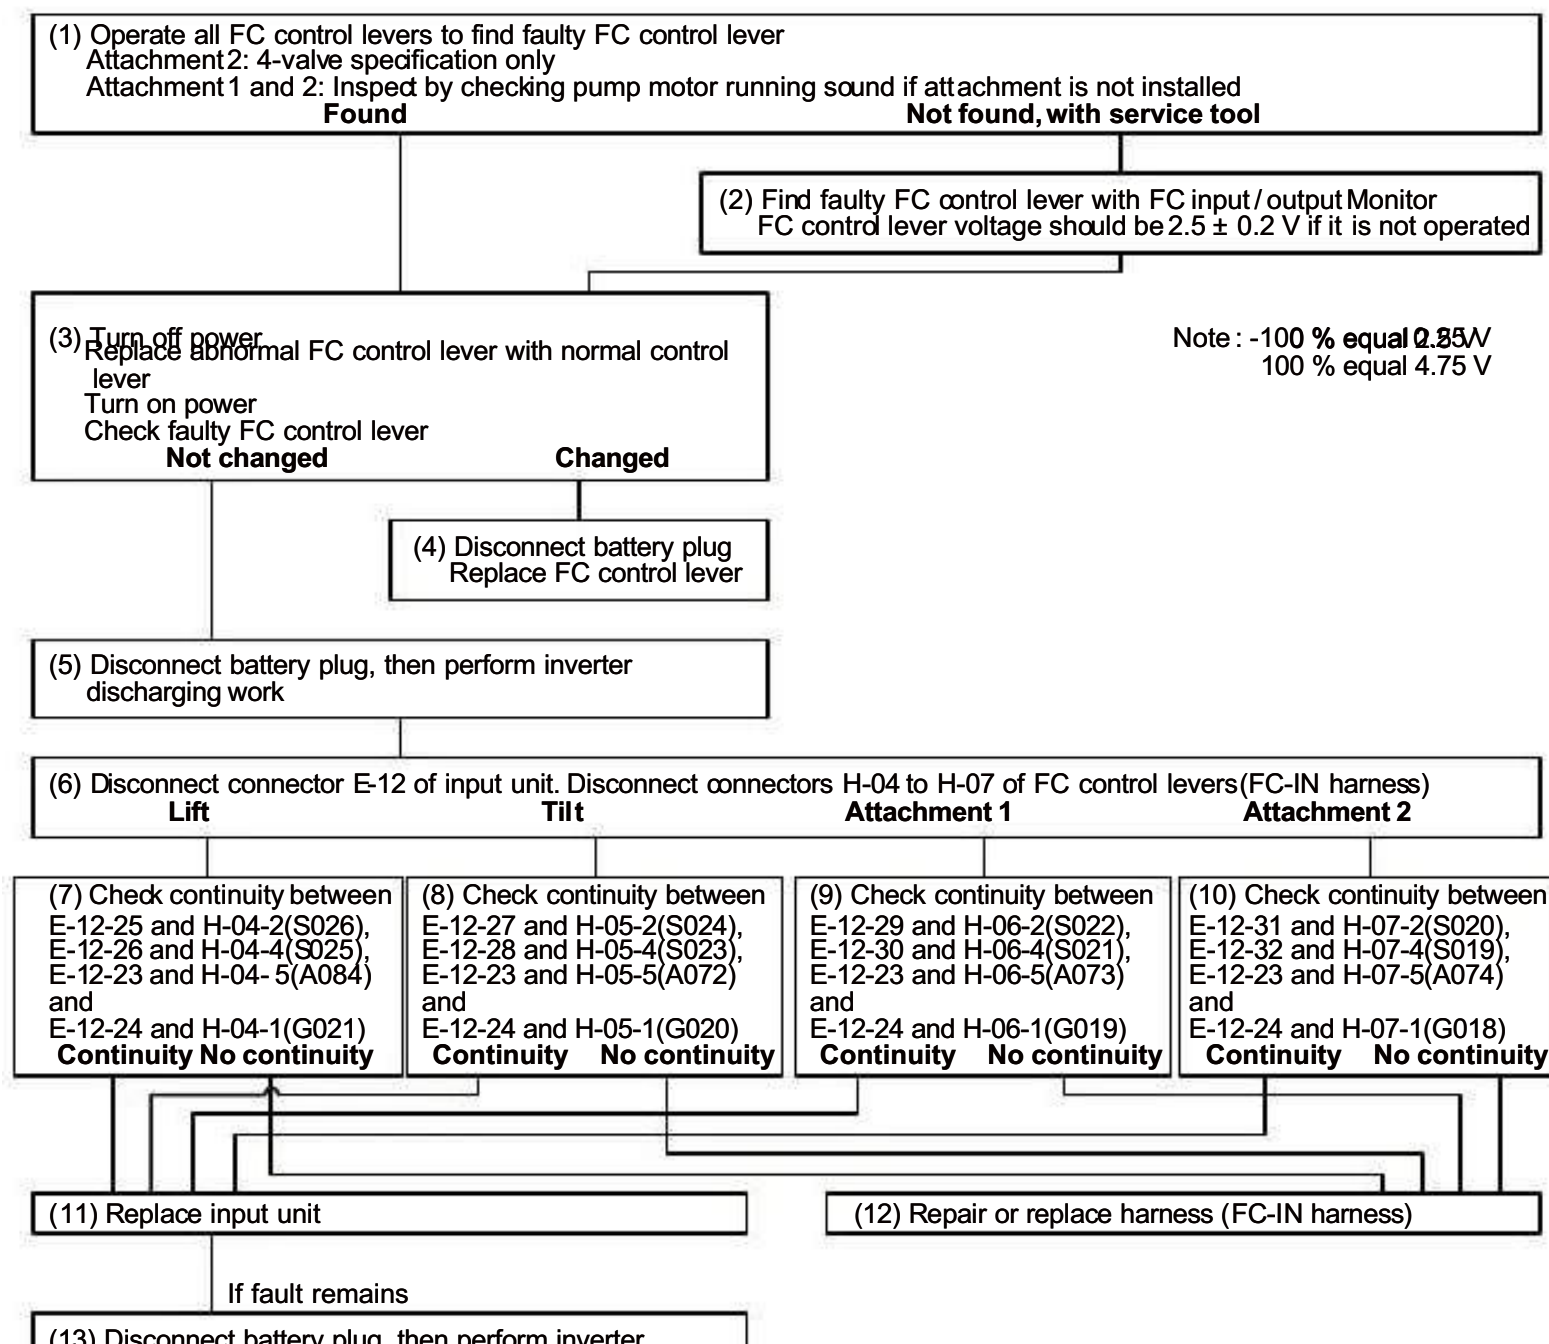 (1) Operate all FC control levers to find faulty FC control lever
Attachment 2: 4-valve specification only
Attachment 1 and 2: Inspect by checking pump motor running sound if attachment is not installed
Found Not found, with service tool
(2) Find faulty FC control lever with FC input / output Monitor
FC control lever voltage should be 2.5 ± 0.2 V if it is not operated
(3) Turn off power
Replace abnormal FC control lever with normal control
lever
Turn on power
Check faulty FC control lever
Not changed Changed
Note : -100 % equal
100 % equal 4.75 V
(4) Disconnect battery plug
Replace FC control lever
(5) Disconnect battery plug, then perform inverter
discharging work
(6) Disconnect connector E-12 of input unit. Disconnect connectors H-04 to H-07 of FC control levers (FC-IN harness)
Lift Tilt Attachment 1 Attachment 2
(7) Check continuity between
E-12-25 and H-04-2(S026),
E-12-26 and H-04-4(S025),
E-12-23 and H-04- 5(A084)
and
E-12-24 and H-04-1(G021)
Continuity No continuity
(8) Check continuity between
E-12-27 and H-05-2(S024),
E-12-28 and H-05-4(S023),
E-12-23 and H-05-5(A072)
and
E-12-24 and H-05-1(G020)
Continuity No continuity
(9) Check continuity between
E-12-29 and H-06-2(S022),
E-12-30 and H-06-4(S021),
E-12-23 and H-06-5(A073)
and
E-12-24 and H-06-1(G019)
Continuity No continuity
(10) Check continuity between
E-12-31 and H-07-2(S020),
E-12-32 and H-07-4(S019),
E-12-23 and H-07-5(A074)
and
E-12-24 and H-07-1(G018)
Continuity No continuity
(11) Replace input unit
(12) Repair or replace harness (FC-IN harness)
If fault remains
(13) Disconnect battery plug, then perform inverter